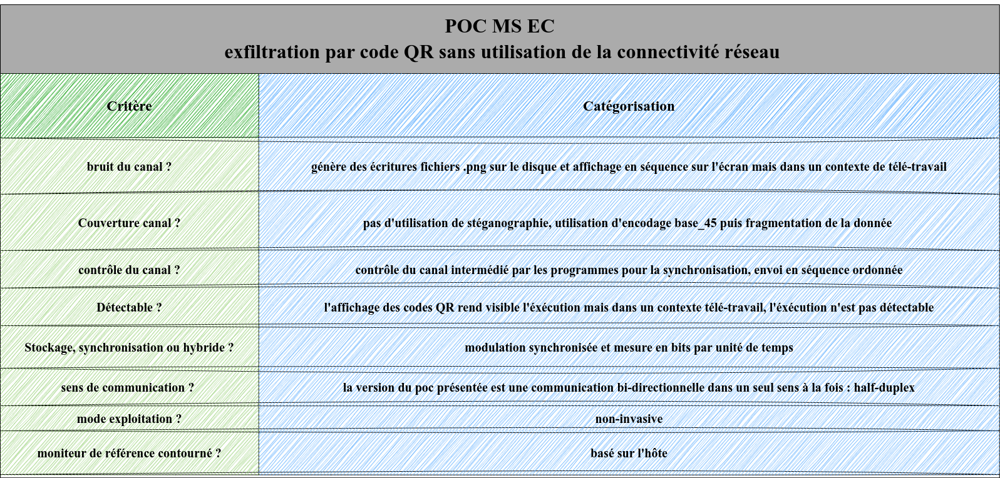 POC MS EC
exfiltration par code QR sans utilisation de la connectivité réseau
Critère
Catégorisation
bruit du canal ?
génère des écritures fichiers .png sur le disque et affichage en séquence sur l'écran mais dans un contexte de télé-travail
Couverture canal ?
pas d'utilisation de stéganographie, utilisation d'encodage base_45 puis fragmentation de la donnée
contrôle du canal ?
contrôle du canal intermédié par les programmes pour la synchronisation, envoi en séquence ordonnée
Détectable ?
l'affichage des codes QR rend visible l'éxécution mais dans un contexte télé-travail, l'éxécution n'est pas détectable
Stockage, synchronisation ou hybride ?
modulation synchronisée et mesure en bits par unité de temps
sens de communication ?
la version du poc présentée est une communication bi-directionnelle dans un seul sens à la fois : half-duplex
mode exploitation ?
non-invasive
moniteur de référence contourné ?
basé sur l'hôte